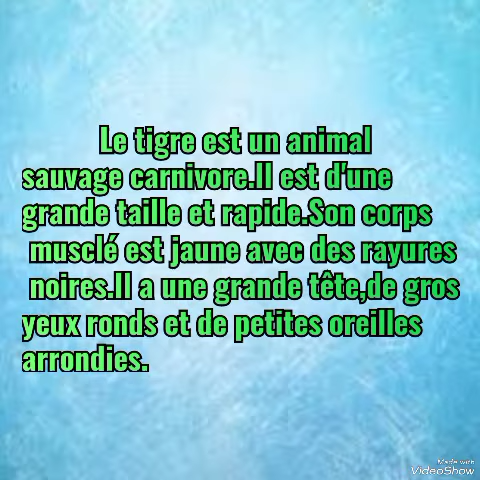 Le tigre est un animal
sauvage carnivore.Il est d'une
grande taille et rapide.Son corps
musclé est jaune avec des rayures
noires.Il a une grande tête,de gros
yeux ronds et de petites oreilles
arrondies.
Made with
VideoShow